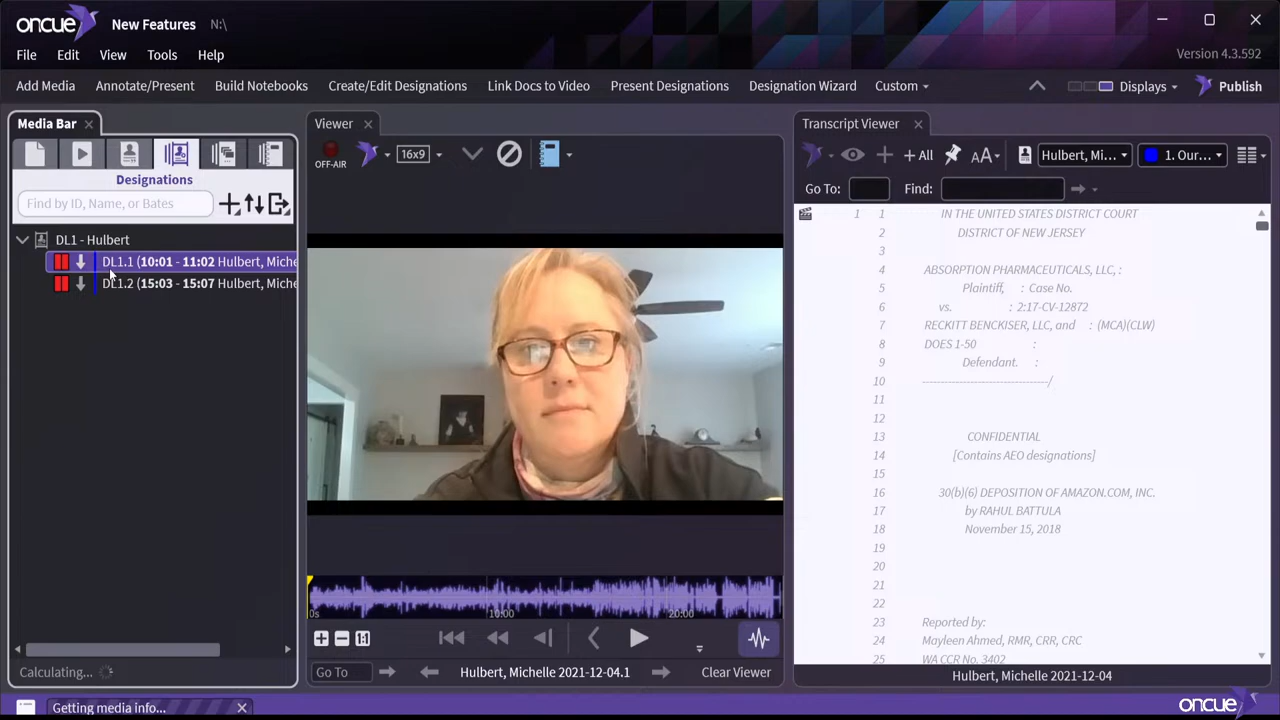 oncue New Features N:\
File Edit View Tools Help
Version 4.3.592
Add Media Annotate/Present Build Notebooks Create/Edit Designations Link Docs to Video Present Designations Designation Wizard Custom Displays Publish
Media Bar
Designations
Find by ID, Name, or Bates
DL1 - Hulbert
DL1.1 (10:01 - 11:02 Hulbert, Miche
DL1.2 (15:03 - 15:07 Hulbert, Miche
Calculating...
Getting media info...
Viewer
OFF-AIR 16x9
0s 10:00 20:00
1:1
Go To Hulbert, Michelle 2021-12-04.1 Clear Viewer
Transcript Viewer
+ All AA Hulbert, Mi... 1. Our...
Go To: Find:
1 1 IN THE UNITED STATES DISTRICT COURT
2 DISTRICT OF NEW JERSEY
3
4 ABSORPTION PHARMACEUTICALS, LLC, :
5 Plaintiff, : Case No.
6 vs. : 2:17-CV-12872
7 RECKITT BENCKISER, LLC, and : (MCA)(CLW)
8 DOES 1-50 :
9 Defendant. :
10 -----------------------------------/
11
12
13 CONFIDENTIAL
14 [Contains AEO designations]
15
16 30(b)(6) DEPOSITION OF AMAZON.COM, INC.
17 by RAHUL BATTULA
18 November 15, 2018
19
20
21
22
23 Reported by:
24 Mayleen Ahmed, RMR, CRR, CRC
25 WA CCR No. 3402
Hulbert, Michelle 2021-12-04
oncue